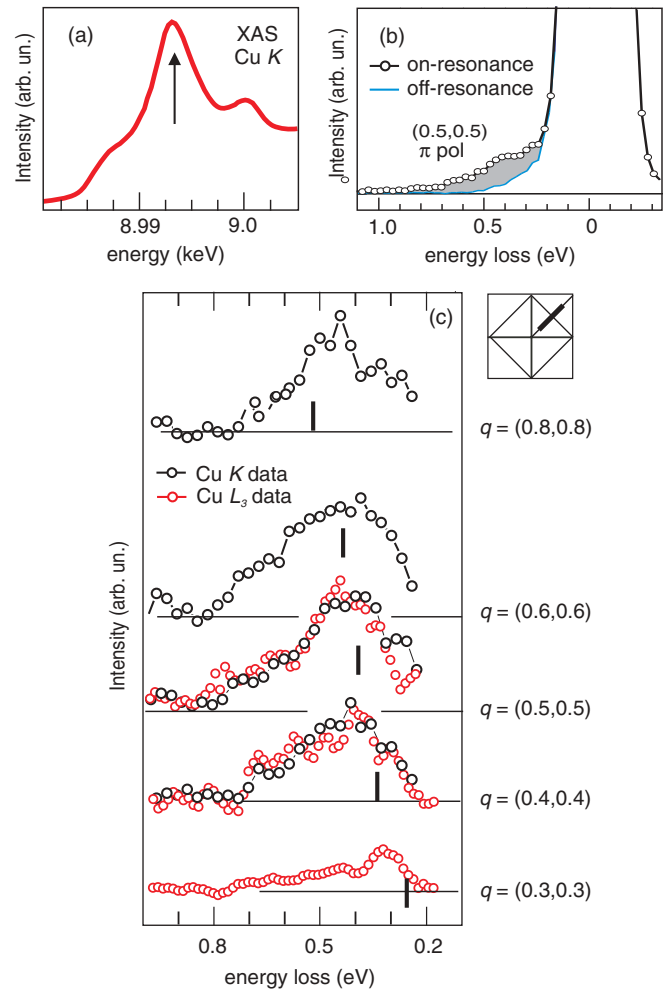 (a)
XAS
Cu K
Intensity (arb. un.)
8.99
9.0
energy (keV)
(b)
on-resonance
off-resonance
(0.5,0.5)
π pol
0
Intensity (arb. un.)
1.0
0.5
0
energy loss (eV)
(c)
q = (0.8,0.8)
Cu K data
Cu L3 data
q = (0.6,0.6)
Intensity (arb. un.)
q = (0.5,0.5)
q = (0.4,0.4)
q = (0.3,0.3)
0.8
0.5
0.2
energy loss (eV)